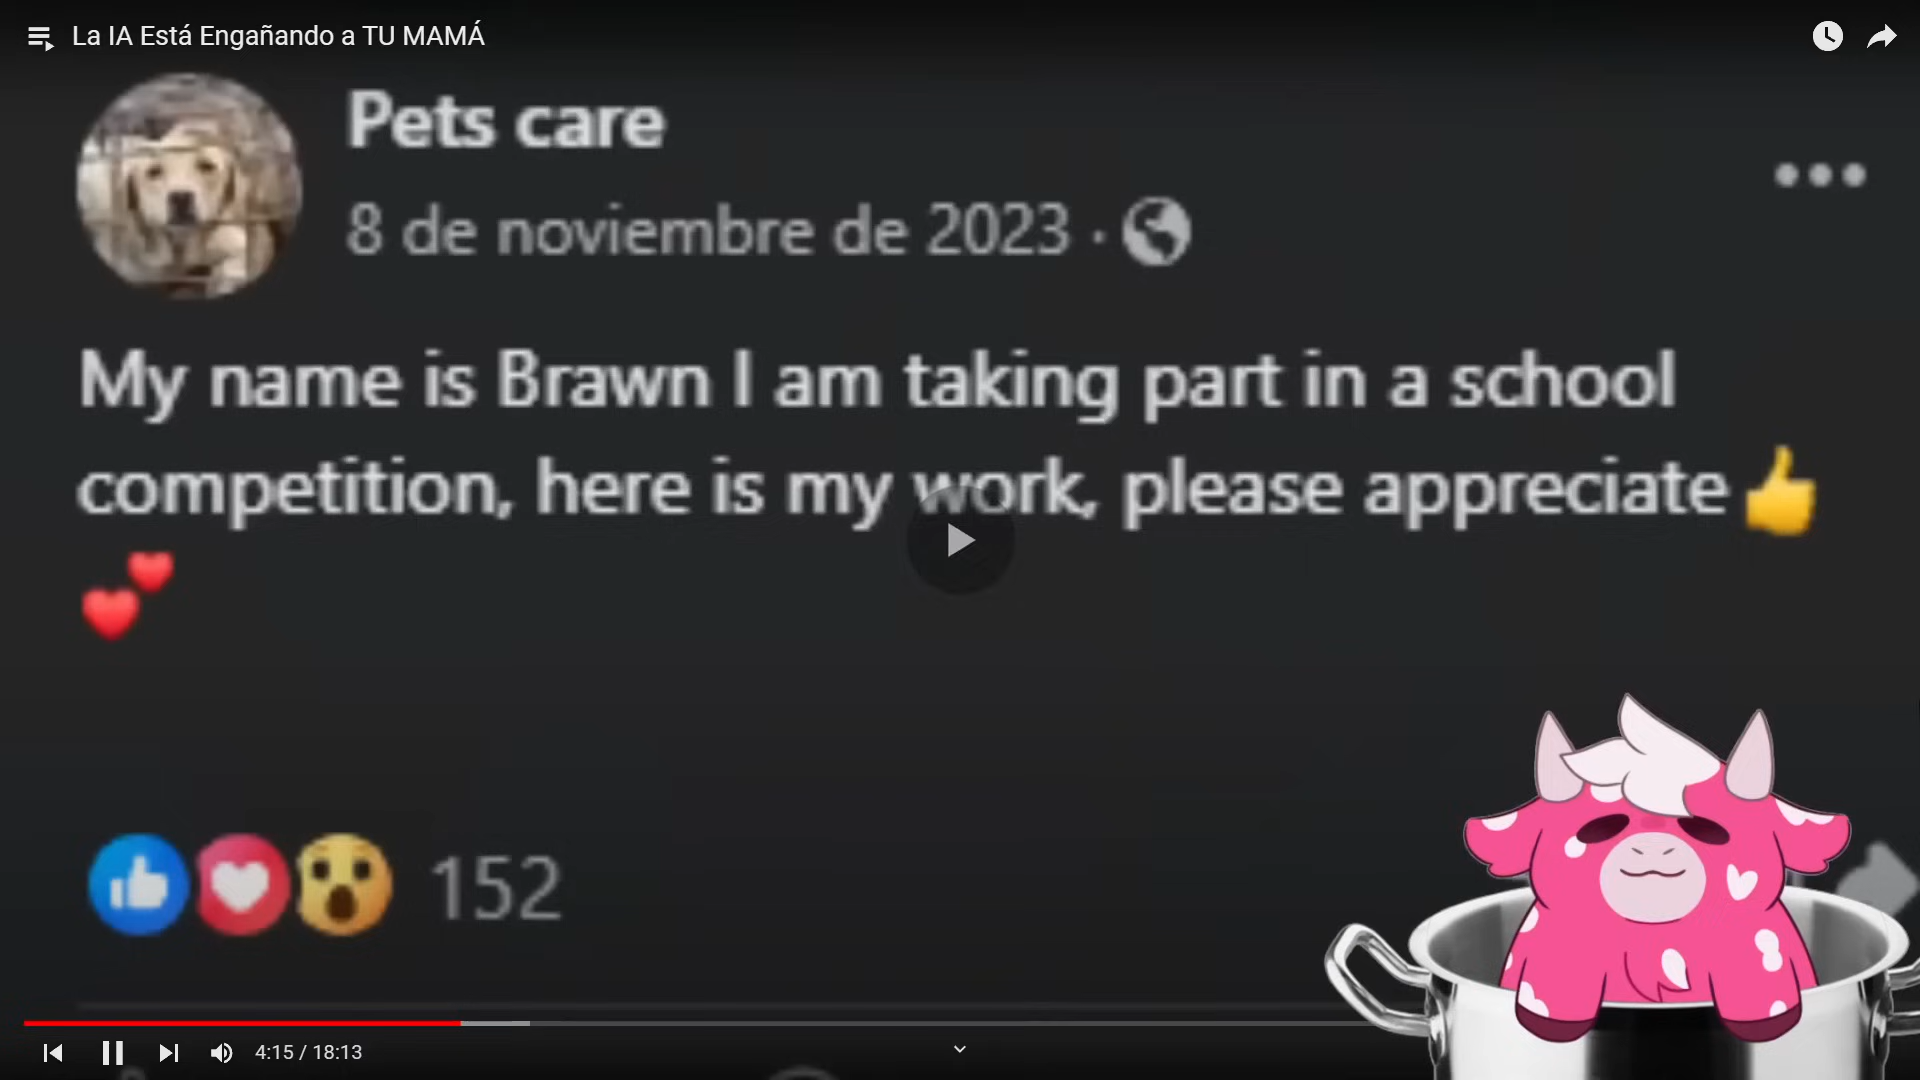 La IA Está Engañando a TU MAMÁ
Pets care
8 de noviembre de 2023 ·
My name is Brawn I am taking part in a school
competition, here is my work, please appreciate👍
💕
152
4:15 / 18:13